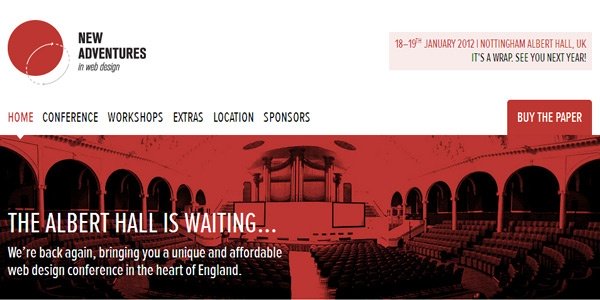 NEW
ADVENTURES
in web design
18–19TH JANUARY 2012 | NOTTINGHAM ALBERT HALL, UK
IT'S A WRAP. SEE YOU NEXT YEAR!
HOME CONFERENCE WORKSHOPS EXTRAS LOCATION SPONSORS
BUY THE PAPER
THE ALBERT HALL IS WAITING...
We're back again, bringing you a unique and affordable
web design conference in the heart of England.